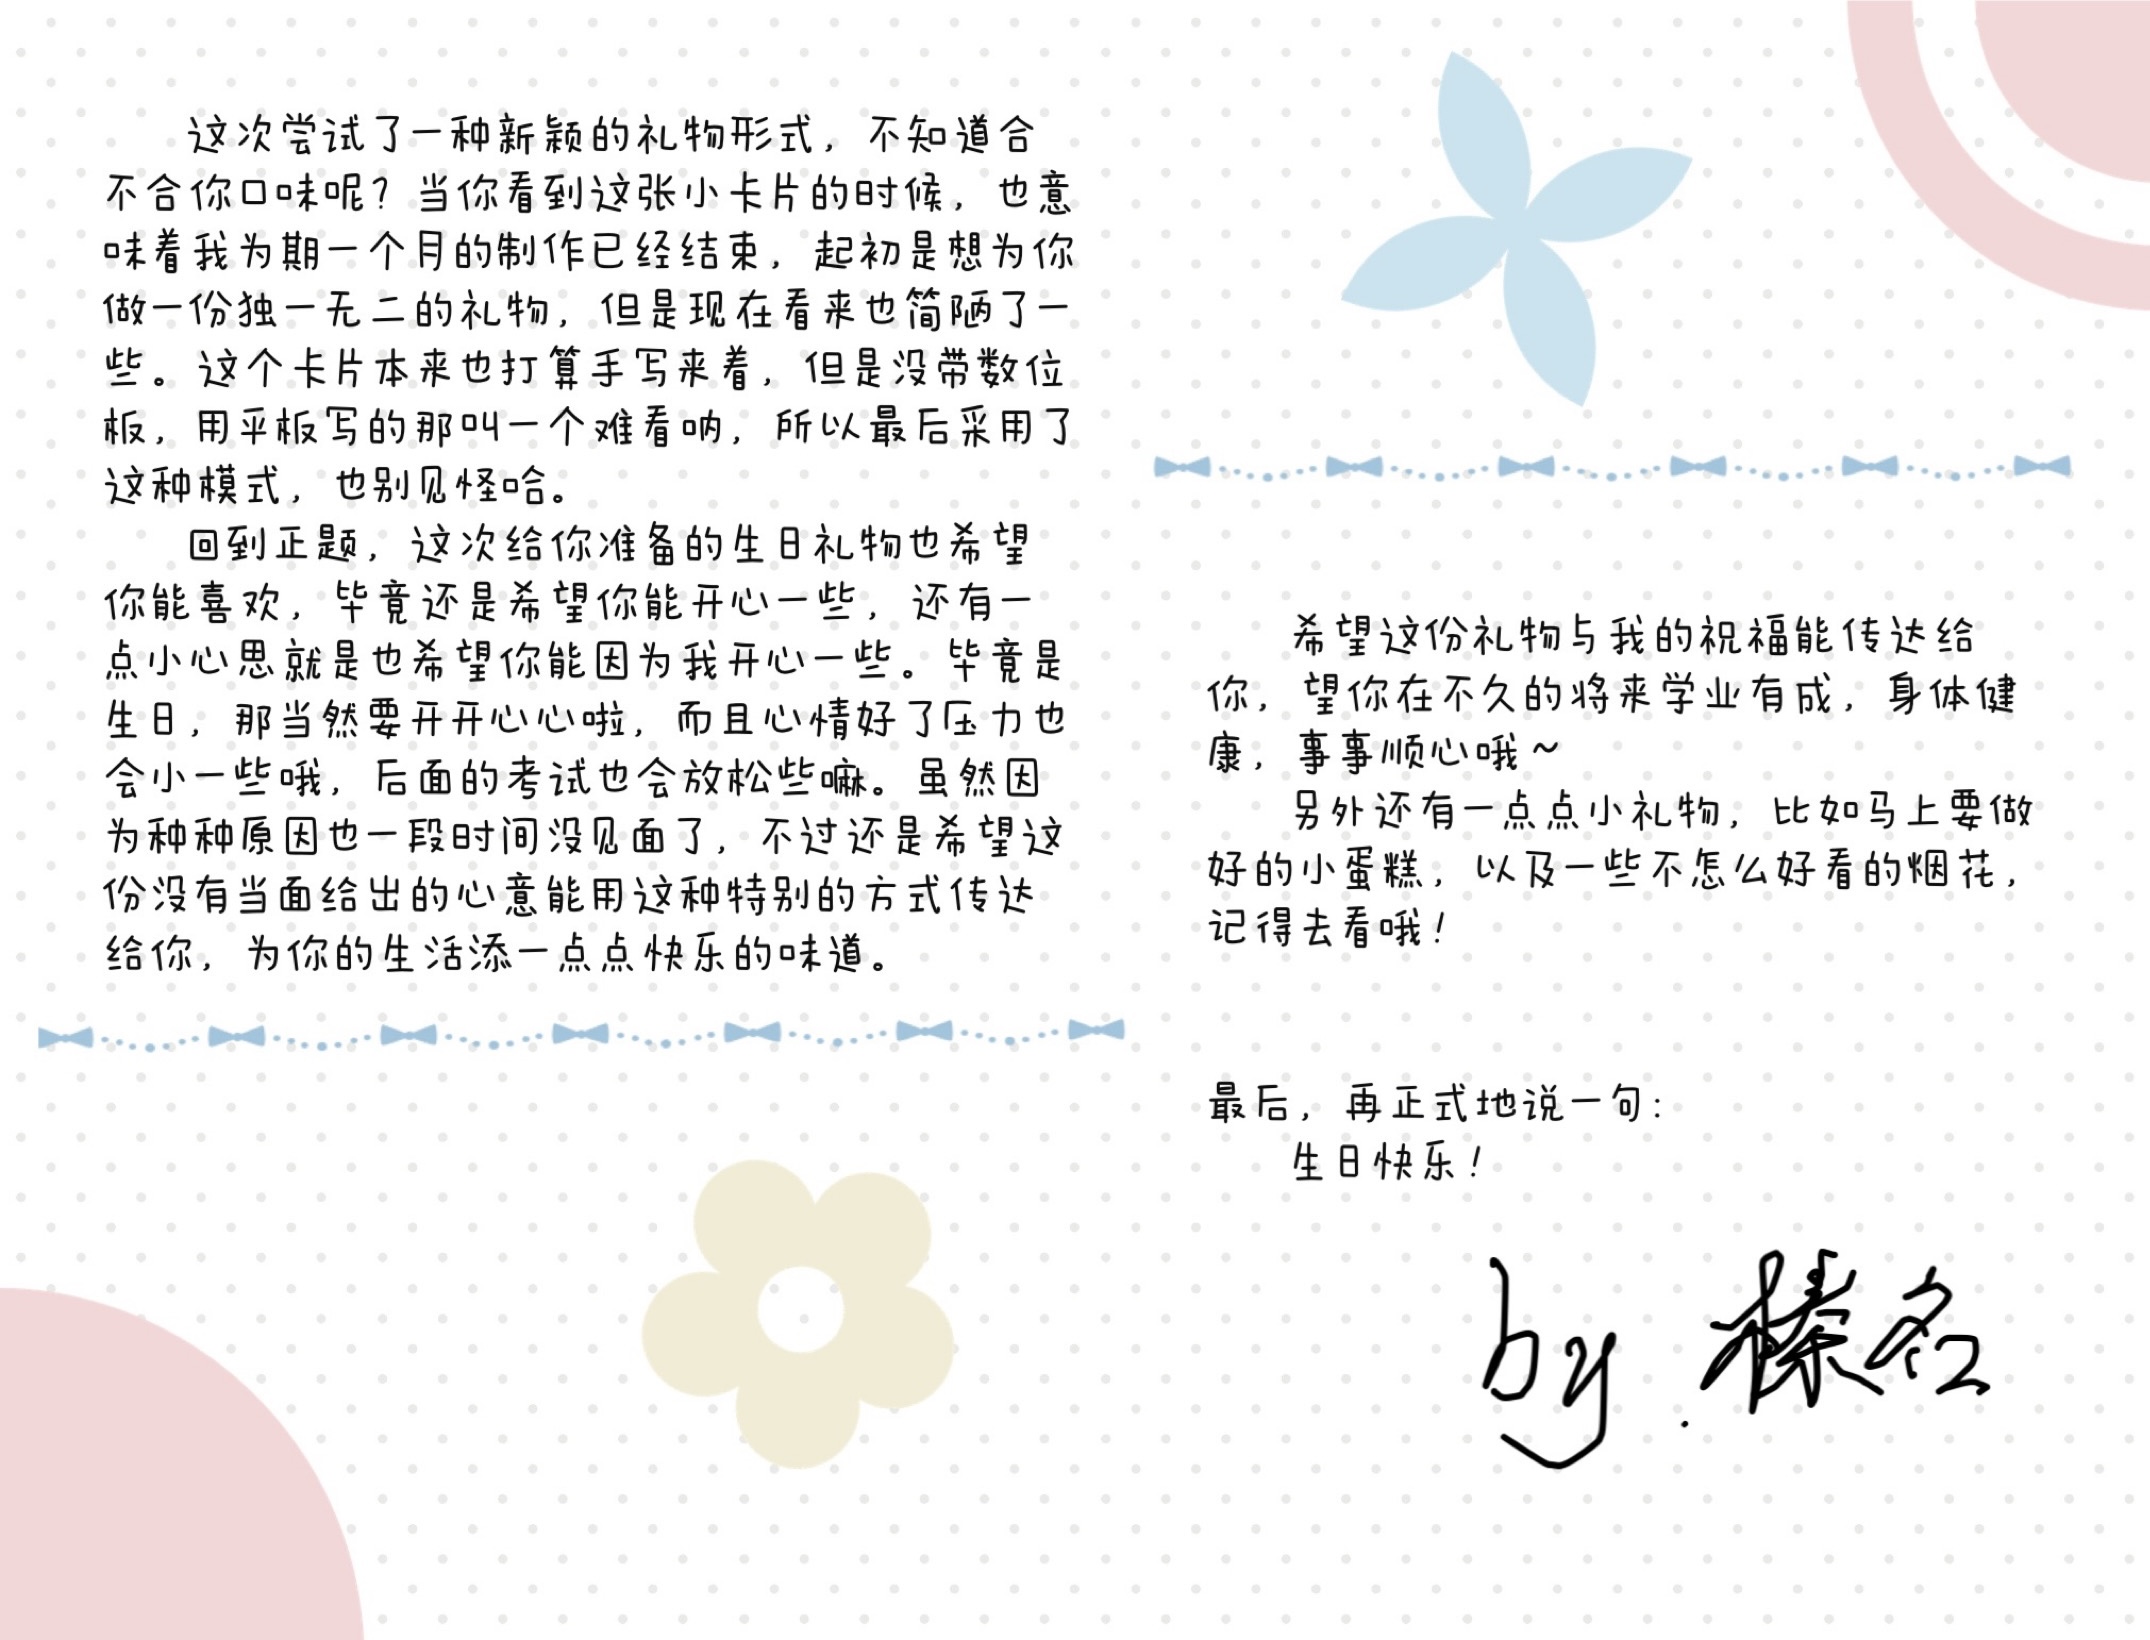 这次尝试了一种新颖的礼物形式，不知道合
不合你口味呢？当你看到这张小卡片的时候，也意
味着我为期一个月的制作已经结束，起初是想为你
做一份独一无二的礼物，但是现在看来也简陋了一
些。这个卡片本来也打算手写来着，但是没带数位
板，用平板写的那叫一个难看呐，所以最后采用了
这种模式，也别见怪哈。
回到正题，这次给你准备的生日礼物也希望
你能喜欢，毕竟还是希望你能开心一些，还有一
点小心思就是也希望你能因为我开心一些。毕竟是
生日，那当然要开开心心啦，而且心情好了压力也
会小一些哦，后面的考试也会放松些嘛。虽然因
为种种原因也一段时间没见面了，不过还是希望这
份没有当面给出的心意能用这种特别的方式传达
给你，为你的生活添一点点快乐的味道。
希望这份礼物与我的祝福能传达给
你，望你在不久的将来学业有成，身体健
康，事事顺心哦～
另外还有一点点小礼物，比如马上要做
好的小蛋糕，以及一些不怎么好看的烟花，
记得去看哦！
最后，再正式地说一句：
生日快乐！
by.榛名